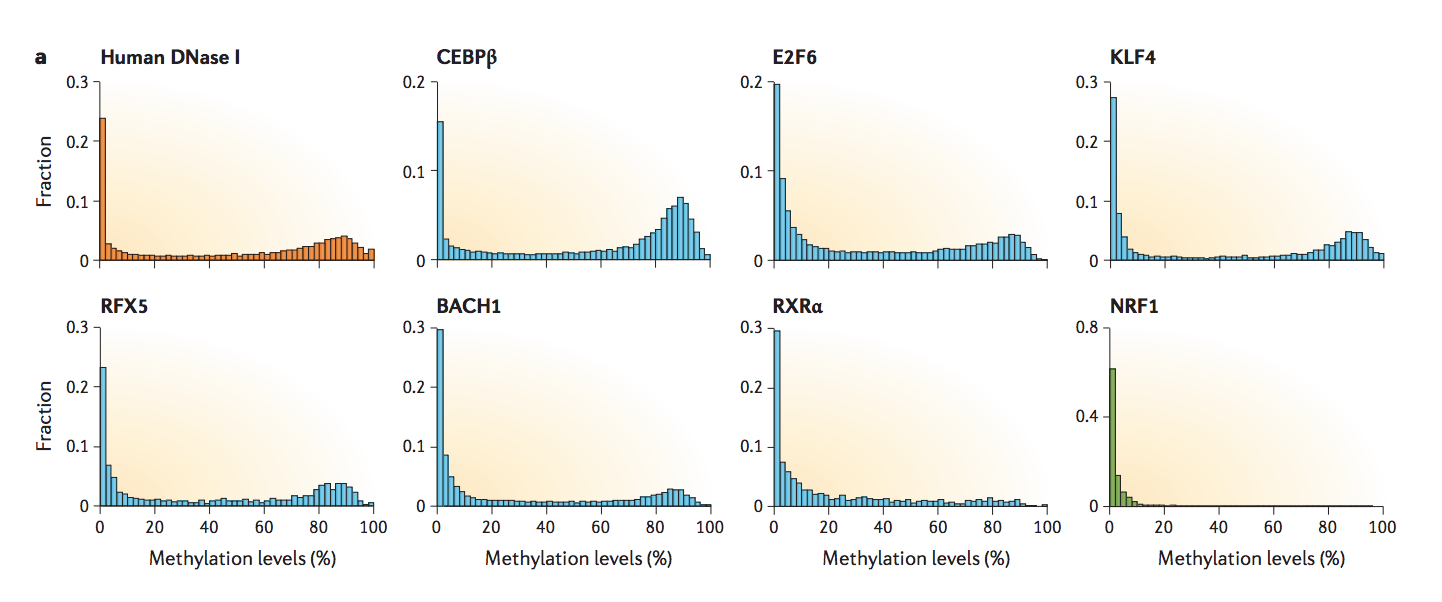 a
Human DNase I
CEBPβ
E2F6
KLF4
0.3
0.2
0.1
0
Fraction
0.2
0.1
0
0.2
0.1
0
0.3
0.2
0.1
0
RFX5
BACH1
RXRα
NRF1
0.3
0.2
0.1
0
Fraction
0 20 40 60 80 100
Methylation levels (%)
0.3
0.2
0.1
0
0 20 40 60 80 100
Methylation levels (%)
0.3
0.2
0.1
0
0 20 40 60 80 100
Methylation levels (%)
0.8
0.4
0
0 20 40 60 80 100
Methylation levels (%)